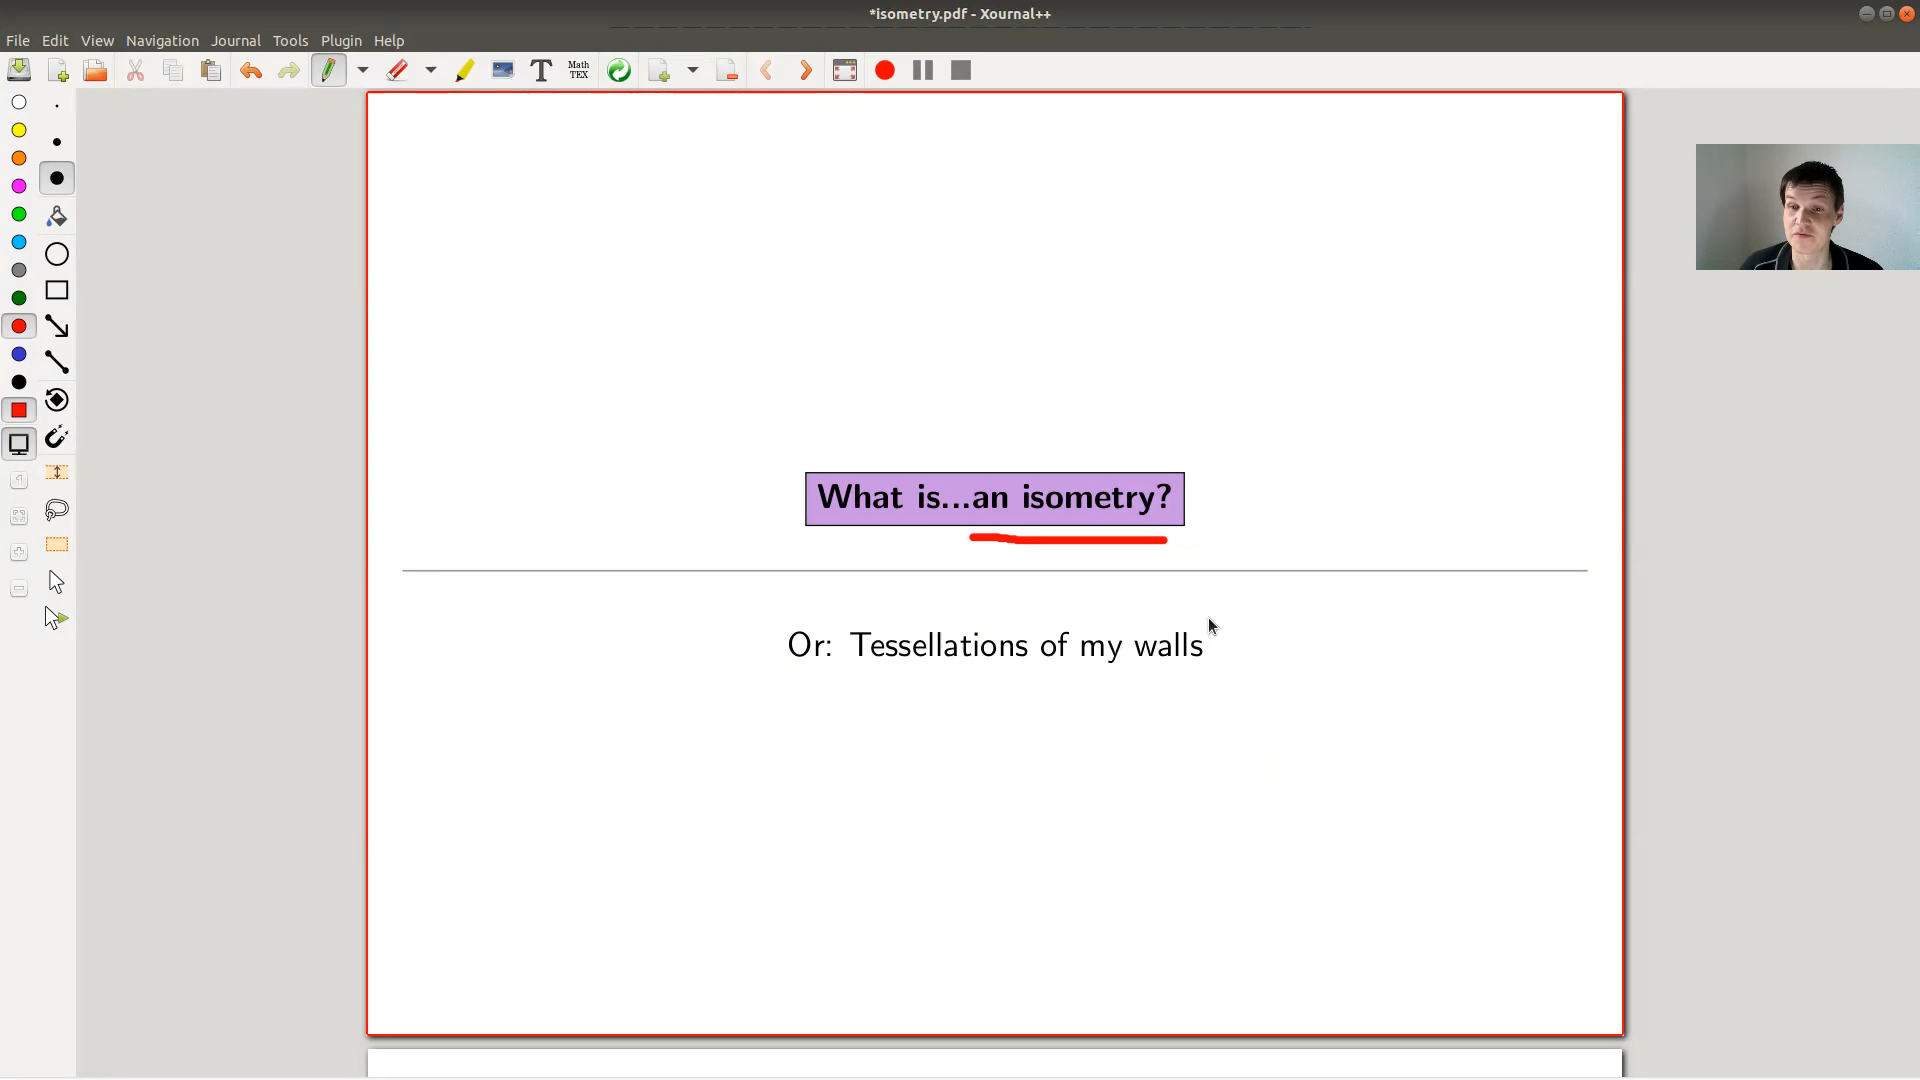 *isometry.pdf - Xournal++
File Edit View Navigation Journal Tools Plugin Help
Math
TEX
What is...an isometry?
Or: Tessellations of my walls